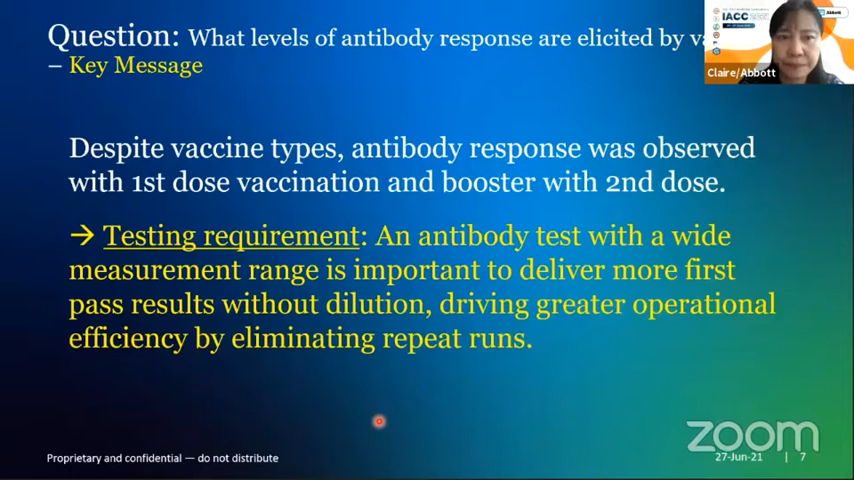 Question: What levels of antibody response are elicited by
– Key Message
Despite vaccine types, antibody response was observed
with 1st dose vaccination and booster with 2nd dose.
→ Testing requirement: An antibody test with a wide
measurement range is important to deliver more first
pass results without dilution, driving greater operational
efficiency by eliminating repeat runs.
IACC
Abbott
Claire/Abbott
zoom
Proprietary and confidential — do not distribute
27-Jun-21 | 7